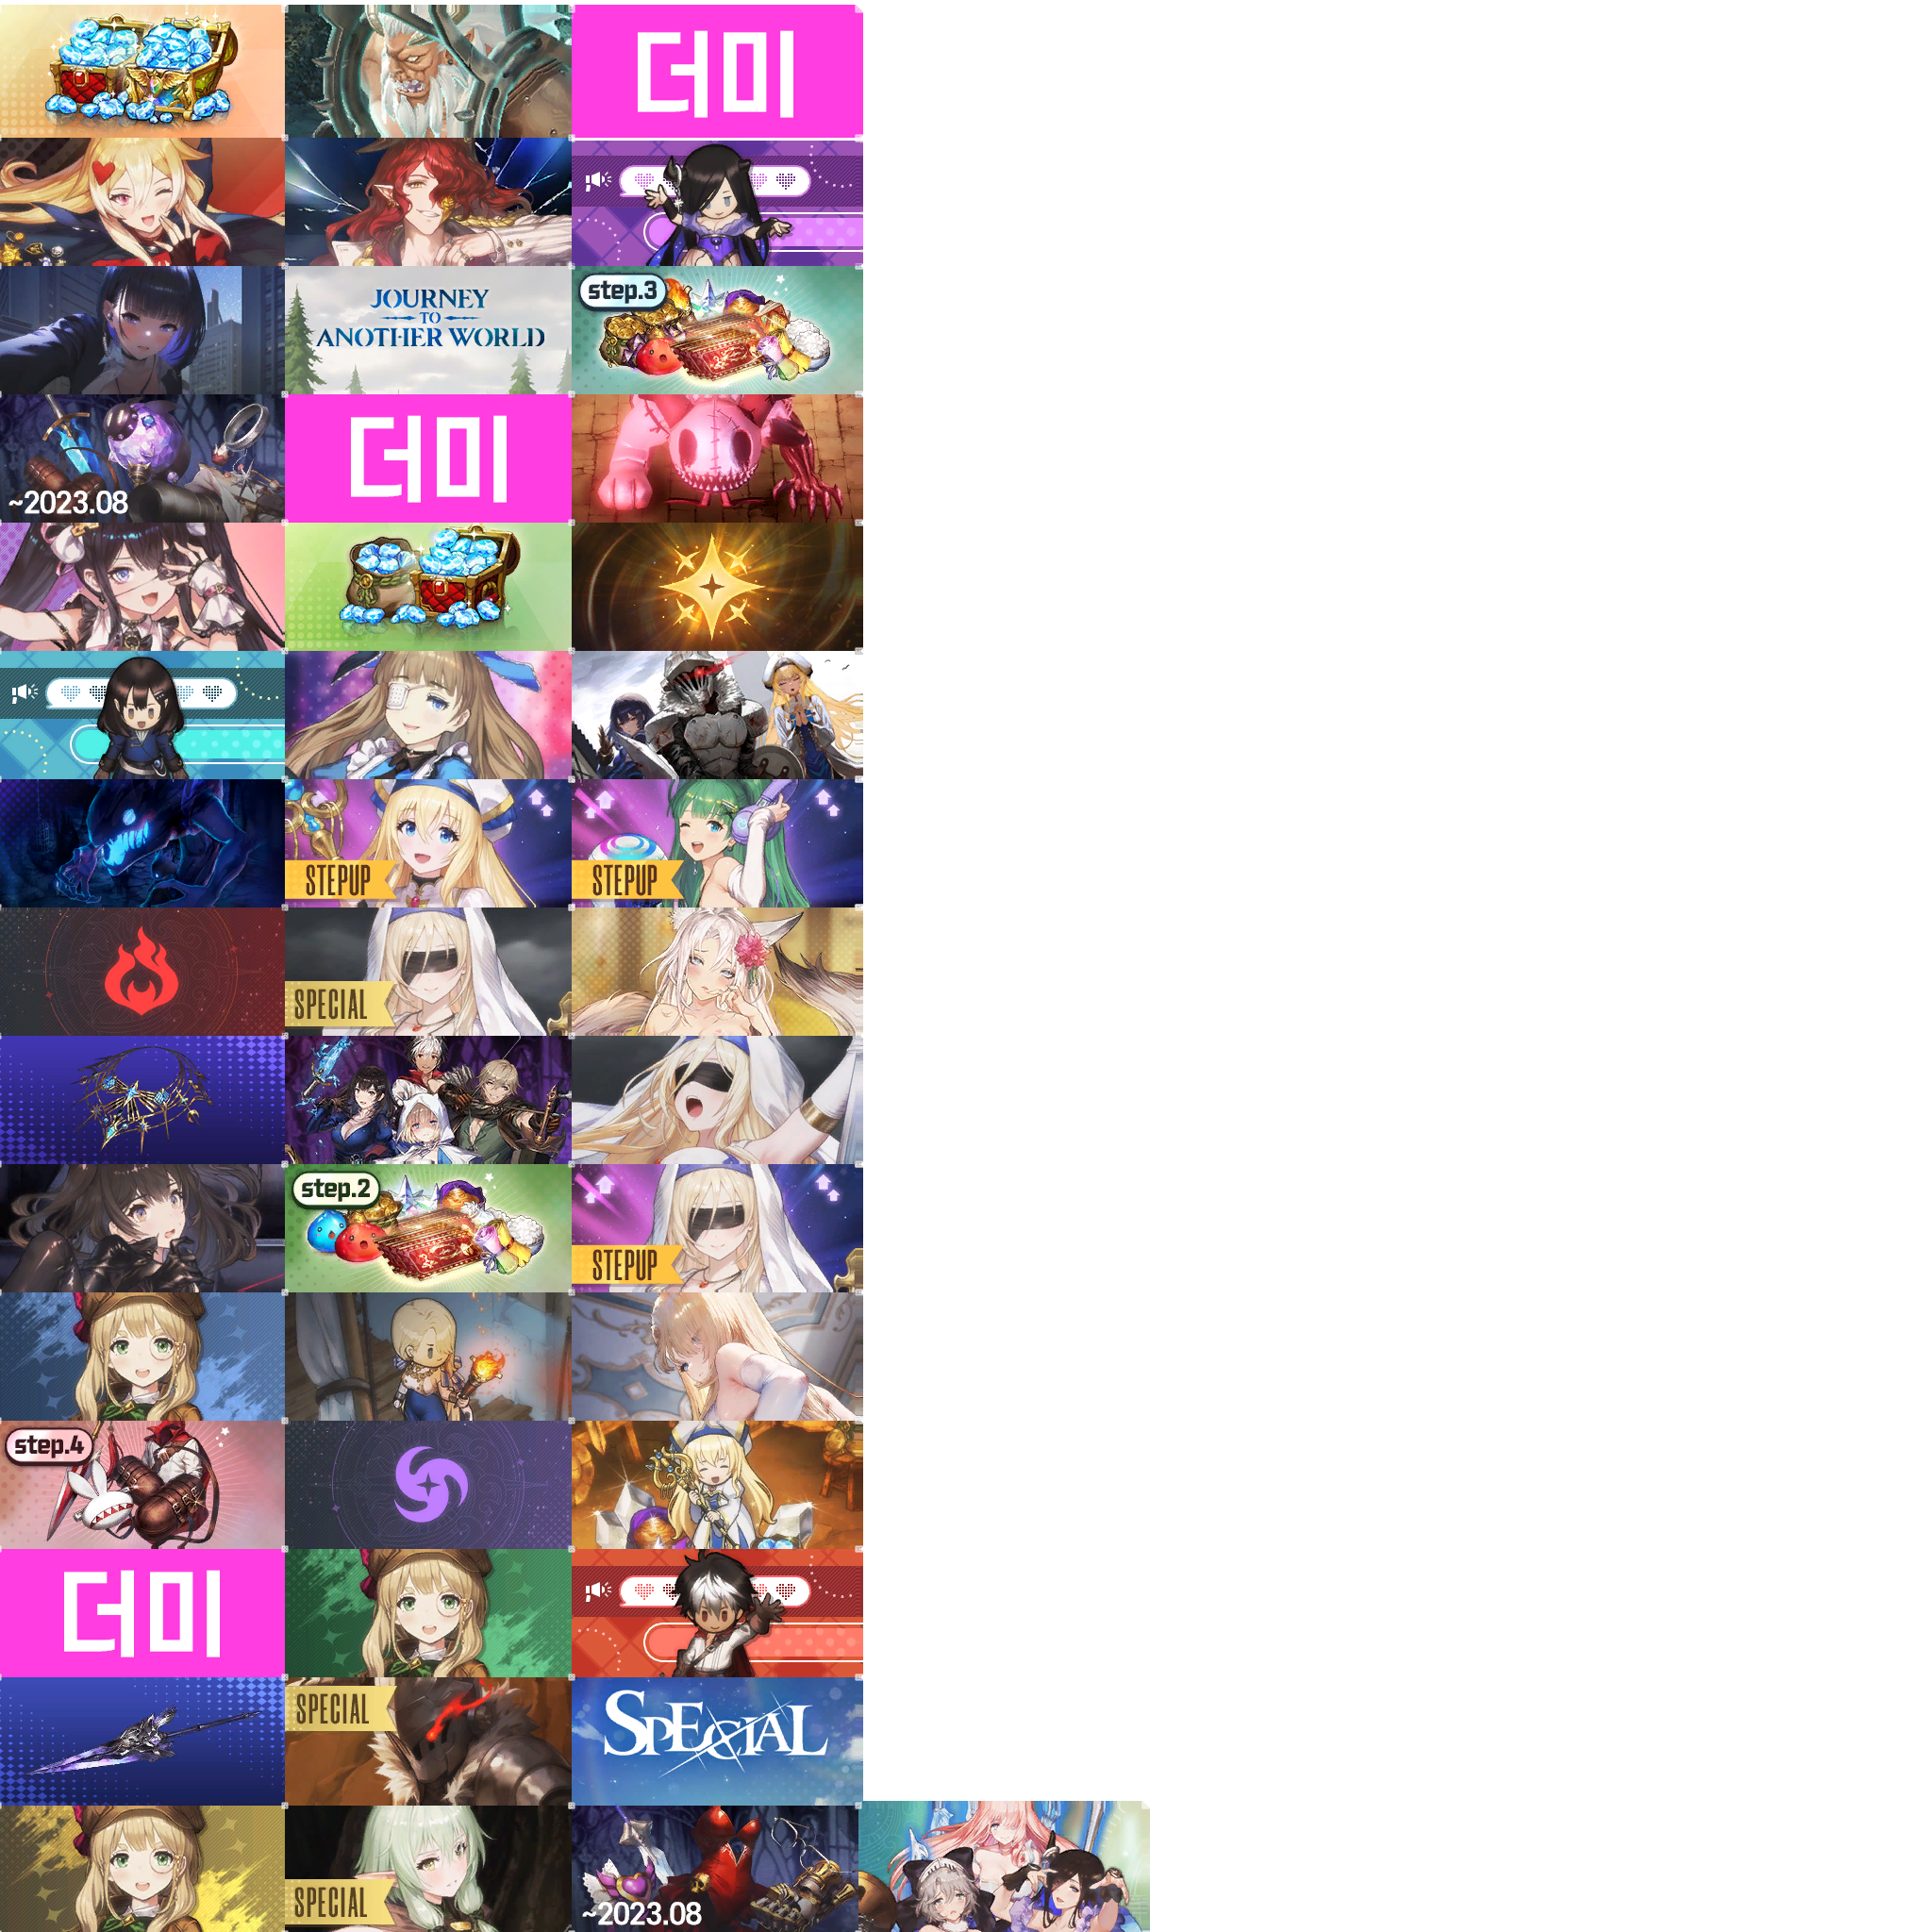 더미
JOURNEY
TO
ANOTHER WORLD
step.3
~2023.08
더미
STEPUP
STEPUP
SPECIAL
step.2
STEPUP
step.4
더미
SPECIAL
SPECIAL
SPECIAL
~2023.08